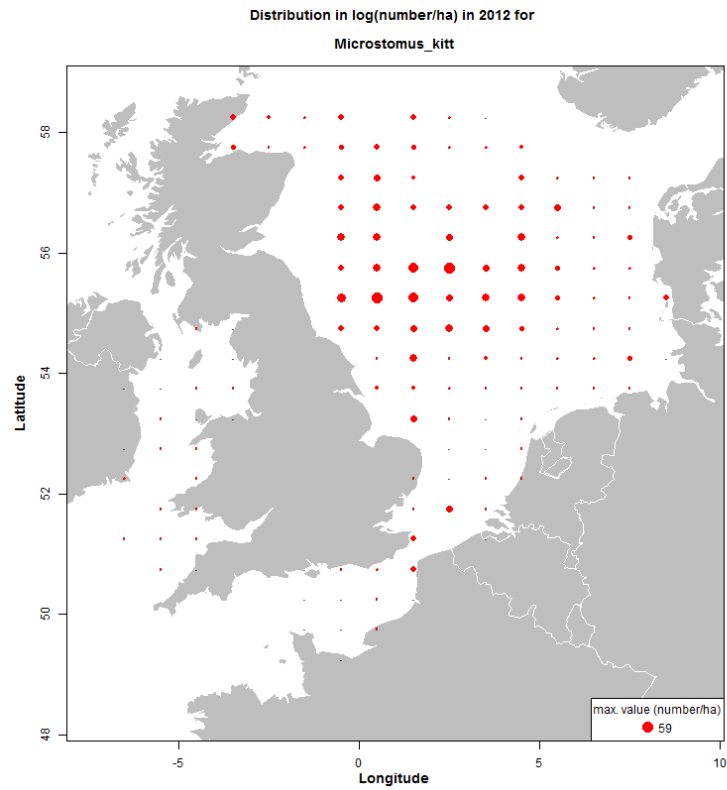 Distribution in log(number/ha) in 2012 for
Microstomus_kitt
58
56
54
52
50
48
Latitude
-5
0
5
10
Longitude
max. value (number/ha)
59